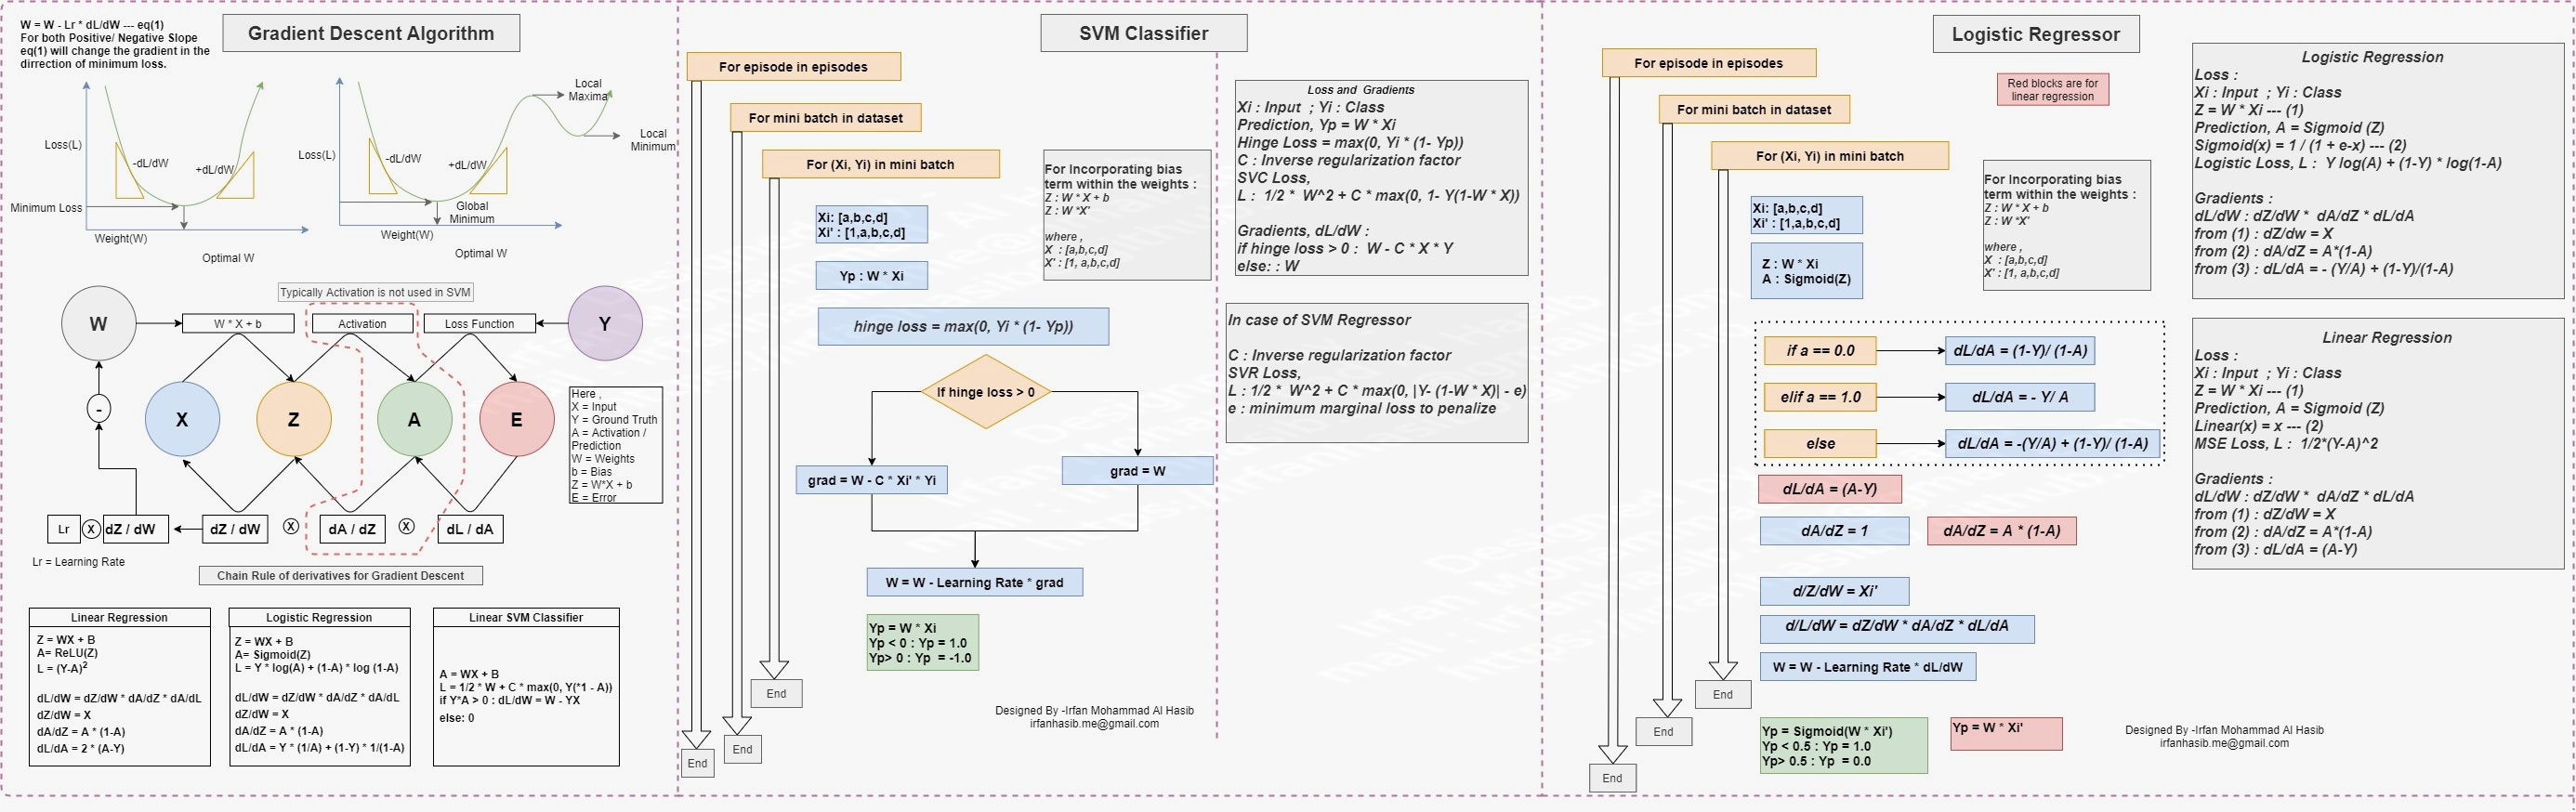 W = W - Lr * dL/dW --- eq(1)
For both Positive/ Negative Slope
eq(1) will change the gradient in the
dirrection of minimum loss.
Gradient Descent Algorithm
Loss(L)
-dL/dW
+dL/dW
Minimum Loss
Weight(W)
Optimal W
Loss(L)
-dL/dW
+dL/dW
Local
Maxima
Local
Minimum
Global
Minimum
Weight(W)
Optimal W
Typically Activation is not used in SVM
W
W * X + b
Activation
Loss Function
Y
-
X
Z
A
E
Here ,
X = Input
Y = Ground Truth
A = Activation /
Prediction
W = Weights
b = Bias
Z = W*X + b
E = Error
Lr
X
dZ / dW
dZ / dW
X
dA / dZ
X
dL / dA
Lr = Learning Rate
Chain Rule of derivatives for Gradient Descent
Linear Regression
Z = WX + B
A= ReLU(Z)
L = (Y-A)²
dL/dW = dZ/dW * dA/dZ * dA/dL
dZ/dW = X
dA/dZ = A * (1-A)
dL/dA = 2 * (A-Y)
Logistic Regression
Z = WX + B
A= Sigmoid(Z)
L = Y * log(A) + (1-A) * log (1-A)
dL/dW = dZ/dW * dA/dZ * dA/dL
dZ/dW = X
dA/dZ = A * (1-A)
dL/dA = Y * (1/A) + (1-Y) * 1/(1-A)
Linear SVM Classifier
A = WX + B
L = 1/2 * W + C * max(0, Y(*1 - A))
if Y*A > 0 : dL/dW = W - YX
else: 0
SVM Classifier
For episode in episodes
For mini batch in dataset
For (Xi, Yi) in mini batch
Xi: [a,b,c,d]
Xi' : [1,a,b,c,d]
Yp : W * Xi
hinge loss = max(0, Yi * (1- Yp))
If hinge loss > 0
grad = W - C * Xi' * Yi
grad = W
W = W - Learning Rate * grad
Yp = W * Xi
Yp < 0 : Yp = 1.0
Yp> 0 : Yp  = -1.0
End
End
End
For Incorporating bias
term within the weights :
Z : W * X + b
Z : W *X'
where ,
X  : [a,b,c,d]
X' : [1, a,b,c,d]
Loss and  Gradients
Xi : Input  ; Yi : Class
Prediction, Yp = W * Xi
Hinge Loss = max(0, Yi * (1- Yp))
C : Inverse regularization factor
SVC Loss,
L :  1/2 *  W^2 + C * max(0, 1- Y(1-W * X))
Gradients, dL/dW :
if hinge loss > 0 :  W - C * X * Y
else: : W
In case of SVM Regressor
C : Inverse regularization factor
SVR Loss,
L : 1/2 *  W^2 + C * max(0, |Y- (1-W * X)| - e)
e : minimum marginal loss to penalize
Designed By -Irfan Mohammad Al Hasib
irfanhasib.me@gmail.com
Logistic Regressor
For episode in episodes
For mini batch in dataset
For (Xi, Yi) in mini batch
Red blocks are for
linear regression
Xi: [a,b,c,d]
Xi' : [1,a,b,c,d]
Z : W * Xi
A : Sigmoid(Z)
For Incorporating bias
term within the weights :
Z : W * X + b
Z : W *X'
where ,
X  : [a,b,c,d]
X' : [1, a,b,c,d]
if a == 0.0
dL/dA = (1-Y)/ (1-A)
elif a == 1.0
dL/dA = - Y/ A
else
dL/dA = -(Y/A) + (1-Y)/ (1-A)
dL/dA = (A-Y)
dA/dZ = 1
dA/dZ = A * (1-A)
d/Z/dW = Xi'
d/L/dW = dZ/dW * dA/dZ * dL/dA
W = W - Learning Rate * dL/dW
Yp = Sigmoid(W * Xi')
Yp < 0.5 : Yp = 1.0
Yp> 0.5 : Yp  = 0.0
Yp = W * Xi'
End
End
End
Logistic Regression
Loss :
Xi : Input  ; Yi : Class
Z = W * Xi --- (1)
Prediction, A = Sigmoid (Z)
Sigmoid(x) = 1 / (1 + e-x) --- (2)
Logistic Loss, L :  Y log(A) + (1-Y) * log(1-A)
Gradients :
dL/dW : dZ/dW *  dA/dZ * dL/dA
from (1) : dZ/dw = X
from (2) : dA/dZ = A*(1-A)
from (3) : dL/dA = - (Y/A) + (1-Y)/(1-A)
Linear Regression
Loss :
Xi : Input  ; Yi : Class
Z = W * Xi --- (1)
Prediction, A = Sigmoid (Z)
Linear(x) = x --- (2)
MSE Loss, L :  1/2*(Y-A)^2
Gradients :
dL/dW : dZ/dW *  dA/dZ * dL/dA
from (1) : dZ/dW = X
from (2) : dA/dZ = A*(1-A)
from (3) : dL/dA = (A-Y)
Designed By -Irfan Mohammad Al Hasib
irfanhasib.me@gmail.com